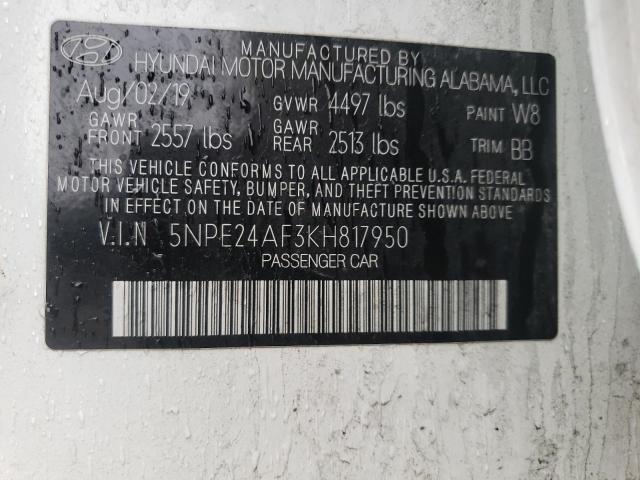 MANUFACTURED BY
HYUNDAI MOTOR MANUFACTURING ALABAMA, LLC
Aug/02/19 GVWR 4497 lbs PAINT W8
GAWR FRONT 2557 lbs GAWR REAR 2513 lbs TRIM BB
THIS VEHICLE CONFORMS TO ALL APPLICABLE U.S.A. FEDERAL
MOTOR VEHICLE SAFETY, BUMPER, AND THEFT PREVENTION STANDARDS
IN EFFECT ON THE DATE OF MANUFACTURE SHOWN ABOVE
V.I.N 5NPE24AF3KH817950
PASSENGER CAR